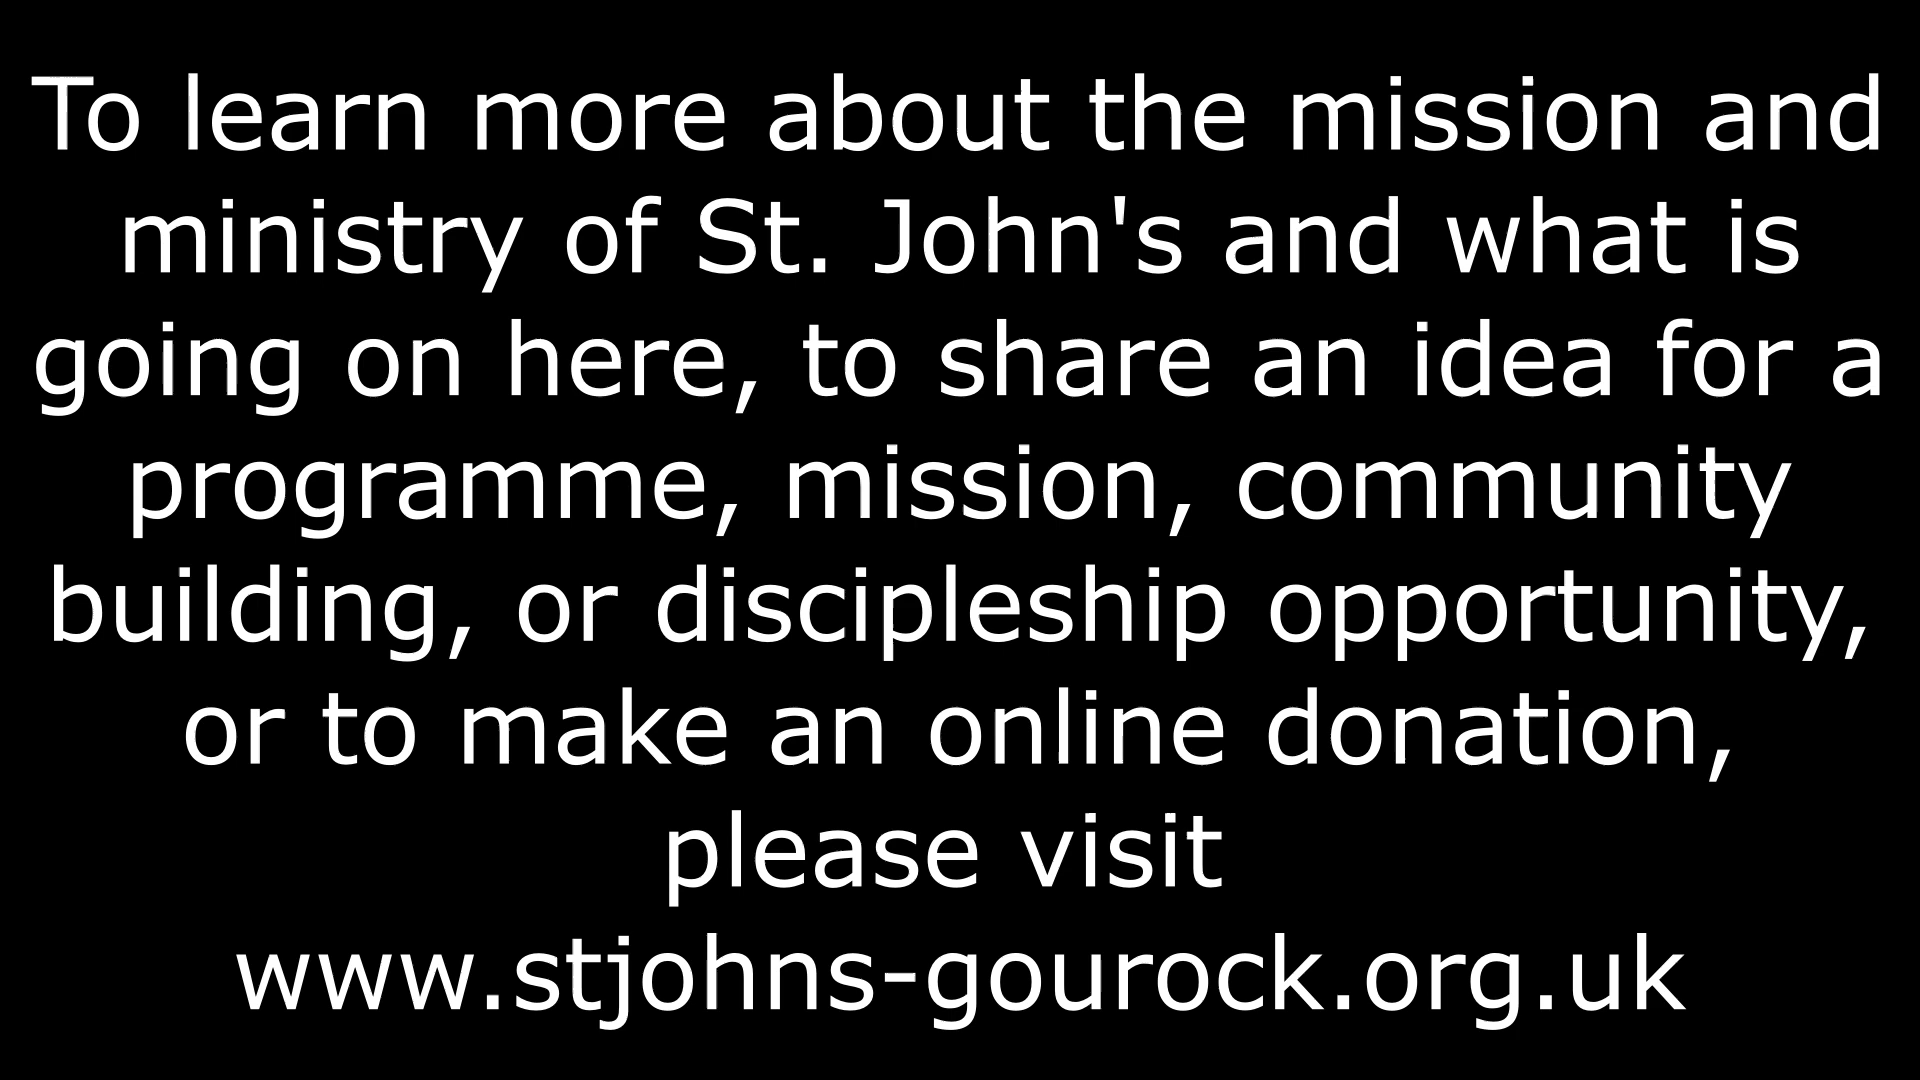 To learn more about the mission and
ministry of St. John's and what is
going on here, to share an idea for a
programme, mission, community
building, or discipleship opportunity,
or to make an online donation,
please visit
www.stjohns-gourock.org.uk